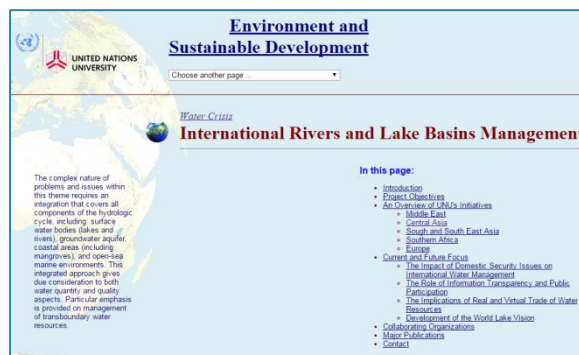 Environment and
Sustainable Development
UNITED NATIONS
UNIVERSITY
Choose another page ...
Water Crisis
International Rivers and Lake Basins Managemen
The complex nature of
problems and issues within
this theme requires an
integration that covers all
components of the hydrologic
cycle, including: surface
water bodies (lakes and
rivers), groundwater aquifer,
coastal areas (including
mangroves), and open-sea
marine environments. This
integrated approach gives
due consideration to both
water quantity and quality
aspects. Particular emphasis
is provided on management
of transboundary water
resources.
In this page:
Introduction
Project Objectives
An Overview of UNU's Initiatives
Middle East
Central Asia
Sough and South East Asia
Southern Africa
Europe
Current and Future Focus
The Impact of Domestic Security Issues on
International Water Management
The Role of Information Transparency and Public
Participation
The Implications of Real and Virtual Trade of Water
Resources
Development of the World Lake Vision
Collaborating Organizations
Major Publications
Contact